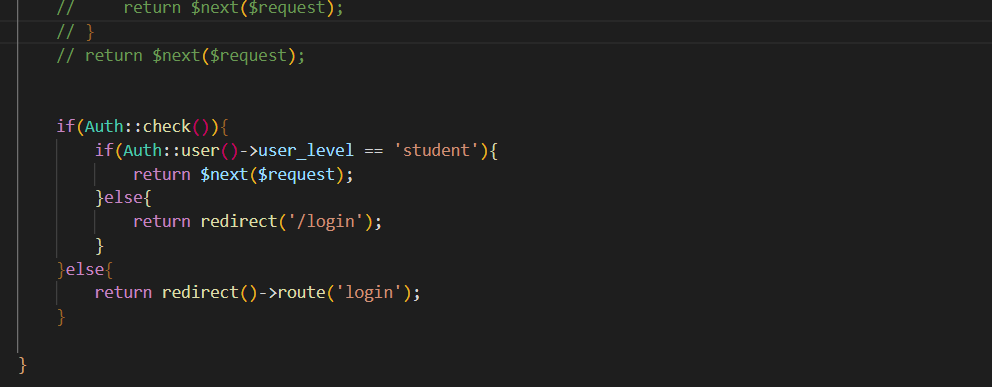 //     return $next($request);
// }
// return $next($request);
if(Auth::check()){
    if(Auth::user()->user_level == 'student'){
        return $next($request);
    }else{
        return redirect('/login');
    }
}else{
    return redirect()->route('login');
}
}